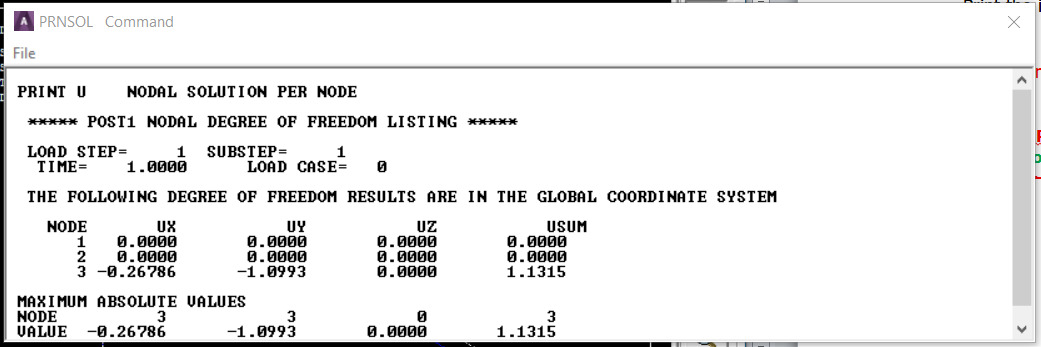 PRNSOL Command
File
PRINT U NODAL SOLUTION PER NODE
***** POST1 NODAL DEGREE OF FREEDOM LISTING *****
LOAD STEP= 1 SUBSTEP= 1
TIME= 1.0000 LOAD CASE= 0
THE FOLLOWING DEGREE OF FREEDOM RESULTS ARE IN THE GLOBAL COORDINATE SYSTEM
NODE UX UY UZ USUM
1 0.0000 0.0000 0.0000 0.0000
2 0.0000 0.0000 0.0000 0.0000
3 -0.26786 -1.0993 0.0000 1.1315
MAXIMUM ABSOLUTE VALUES
NODE 3 3 0 3
VALUE -0.26786 -1.0993 0.0000 1.1315